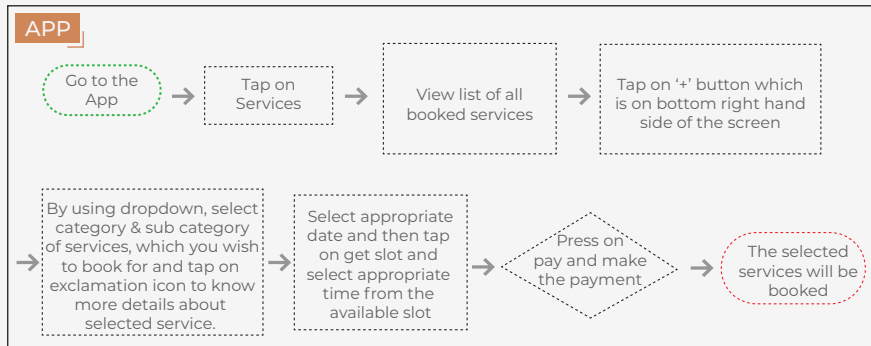 APP
Go to the
App
Tap on
Services
View list of all
booked services
Tap on ‘+’ button which
is on bottom right hand
side of the screen
By using dropdown, select
category & sub category
of services, which you wish
to book for and tap on
exclamation icon to know
more details about
selected service.
Select appropriate
date and then tap
on get slot and
select appropriate
time from the
available slot
Press on
pay and make
the payment
The selected
services will be
booked